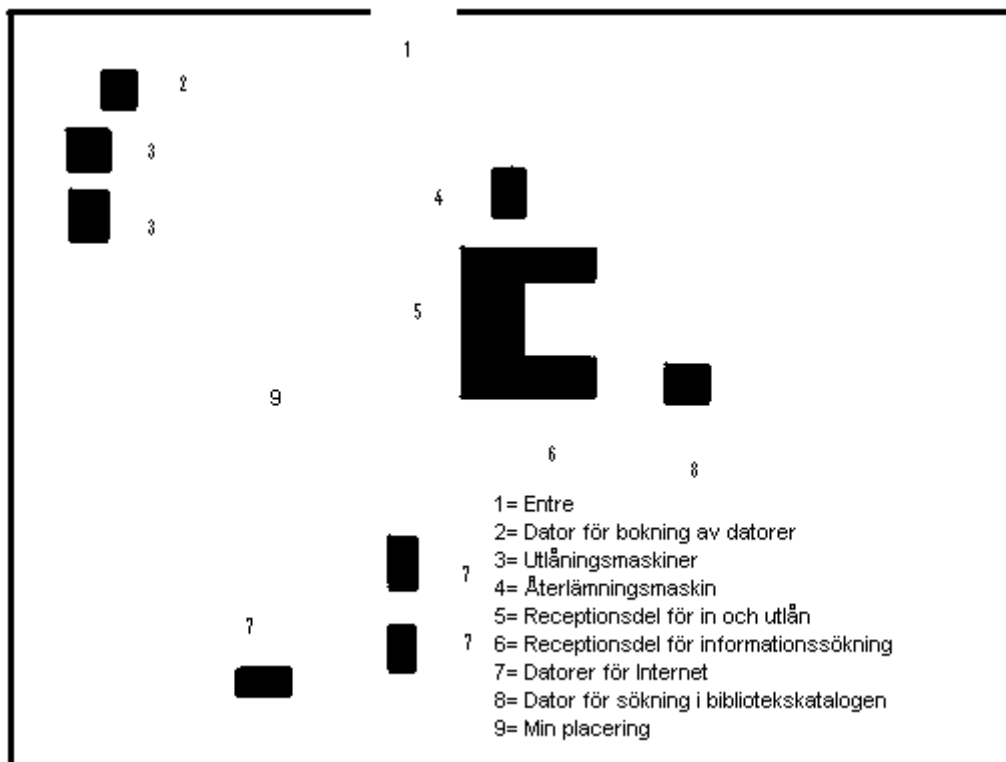 1
2
3
4
3
5
9
6
8
1= Entre
2= Dator för bokning av datorer
3= Utlåningsmaskiner
7
4= Återlämningsmaskin
5= Receptionsdel för in och utlån
7
7
6= Receptionsdel för informationssökning
7= Datorer för Internet
8= Dator för sökning i bibliotekskatalogen
9= Min placering